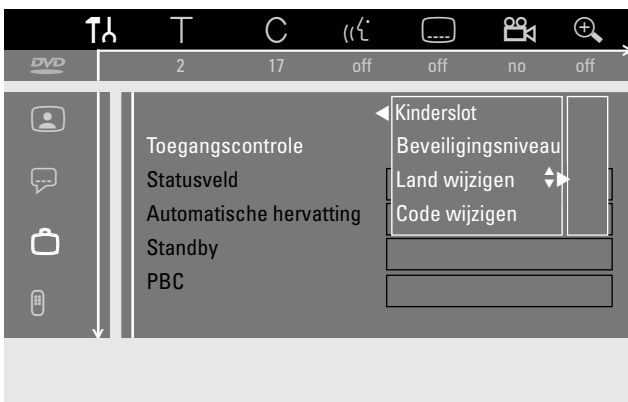 T C
DVD 2 17 off off no off
Kinderslot
Toegangscontrole Beveiligingsniveau
Statusveld Land wijzigen
Automatische hervatting Code wijzigen
Standby
PBC